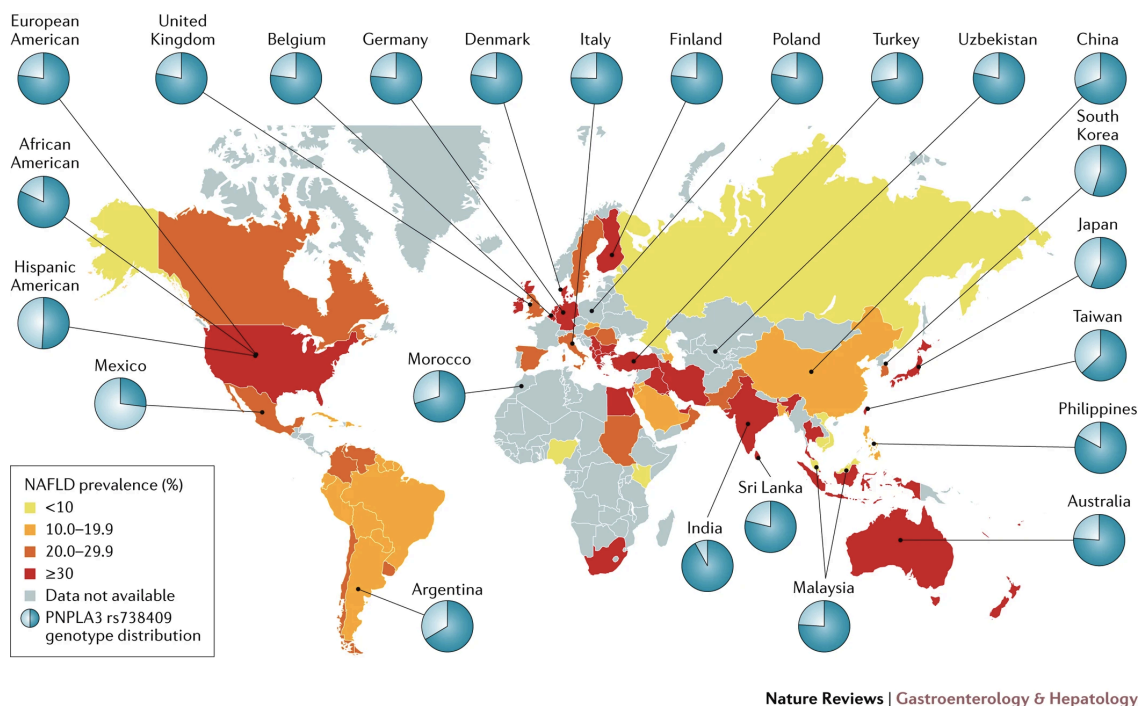 European
American
United
Kingdom
Belgium
Germany
Denmark
Italy
Finland
Poland
Turkey
Uzbekistan
China
African
American
South
Korea
Hispanic
American
Japan
Mexico
Morocco
Taiwan
Philippines
NAFLD prevalence (%)
<10
10.0–19.9
20.0–29.9
≥30
Data not available
PNPLA3 rs738409
genotype distribution
Argentina
India
Sri Lanka
Malaysia
Australia
Nature Reviews | Gastroenterology & Hepatology